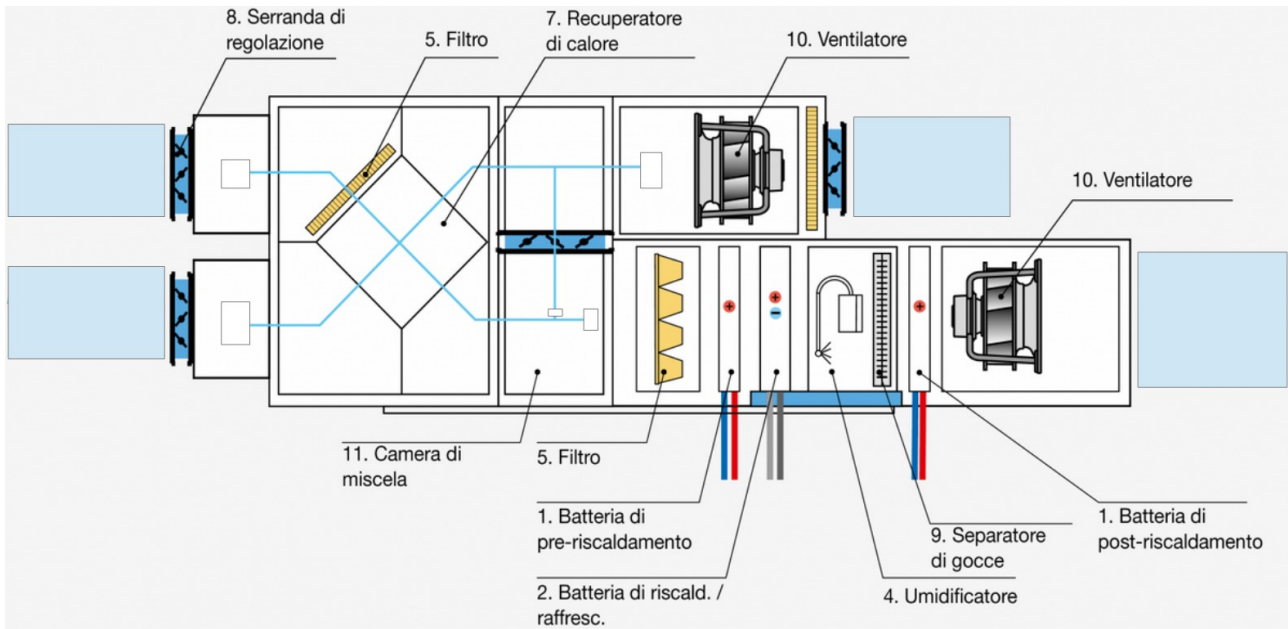 8. Serranda di
regolazione
5. Filtro
7. Recuperatore
di calore
10. Ventilatore
10. Ventilatore
11. Camera di
miscela
5. Filtro
1. Batteria di
pre-riscaldamento
2. Batteria di riscald. /
raffresc.
4. Umidificatore
9. Separatore
di gocce
1. Batteria di
post-riscaldamento